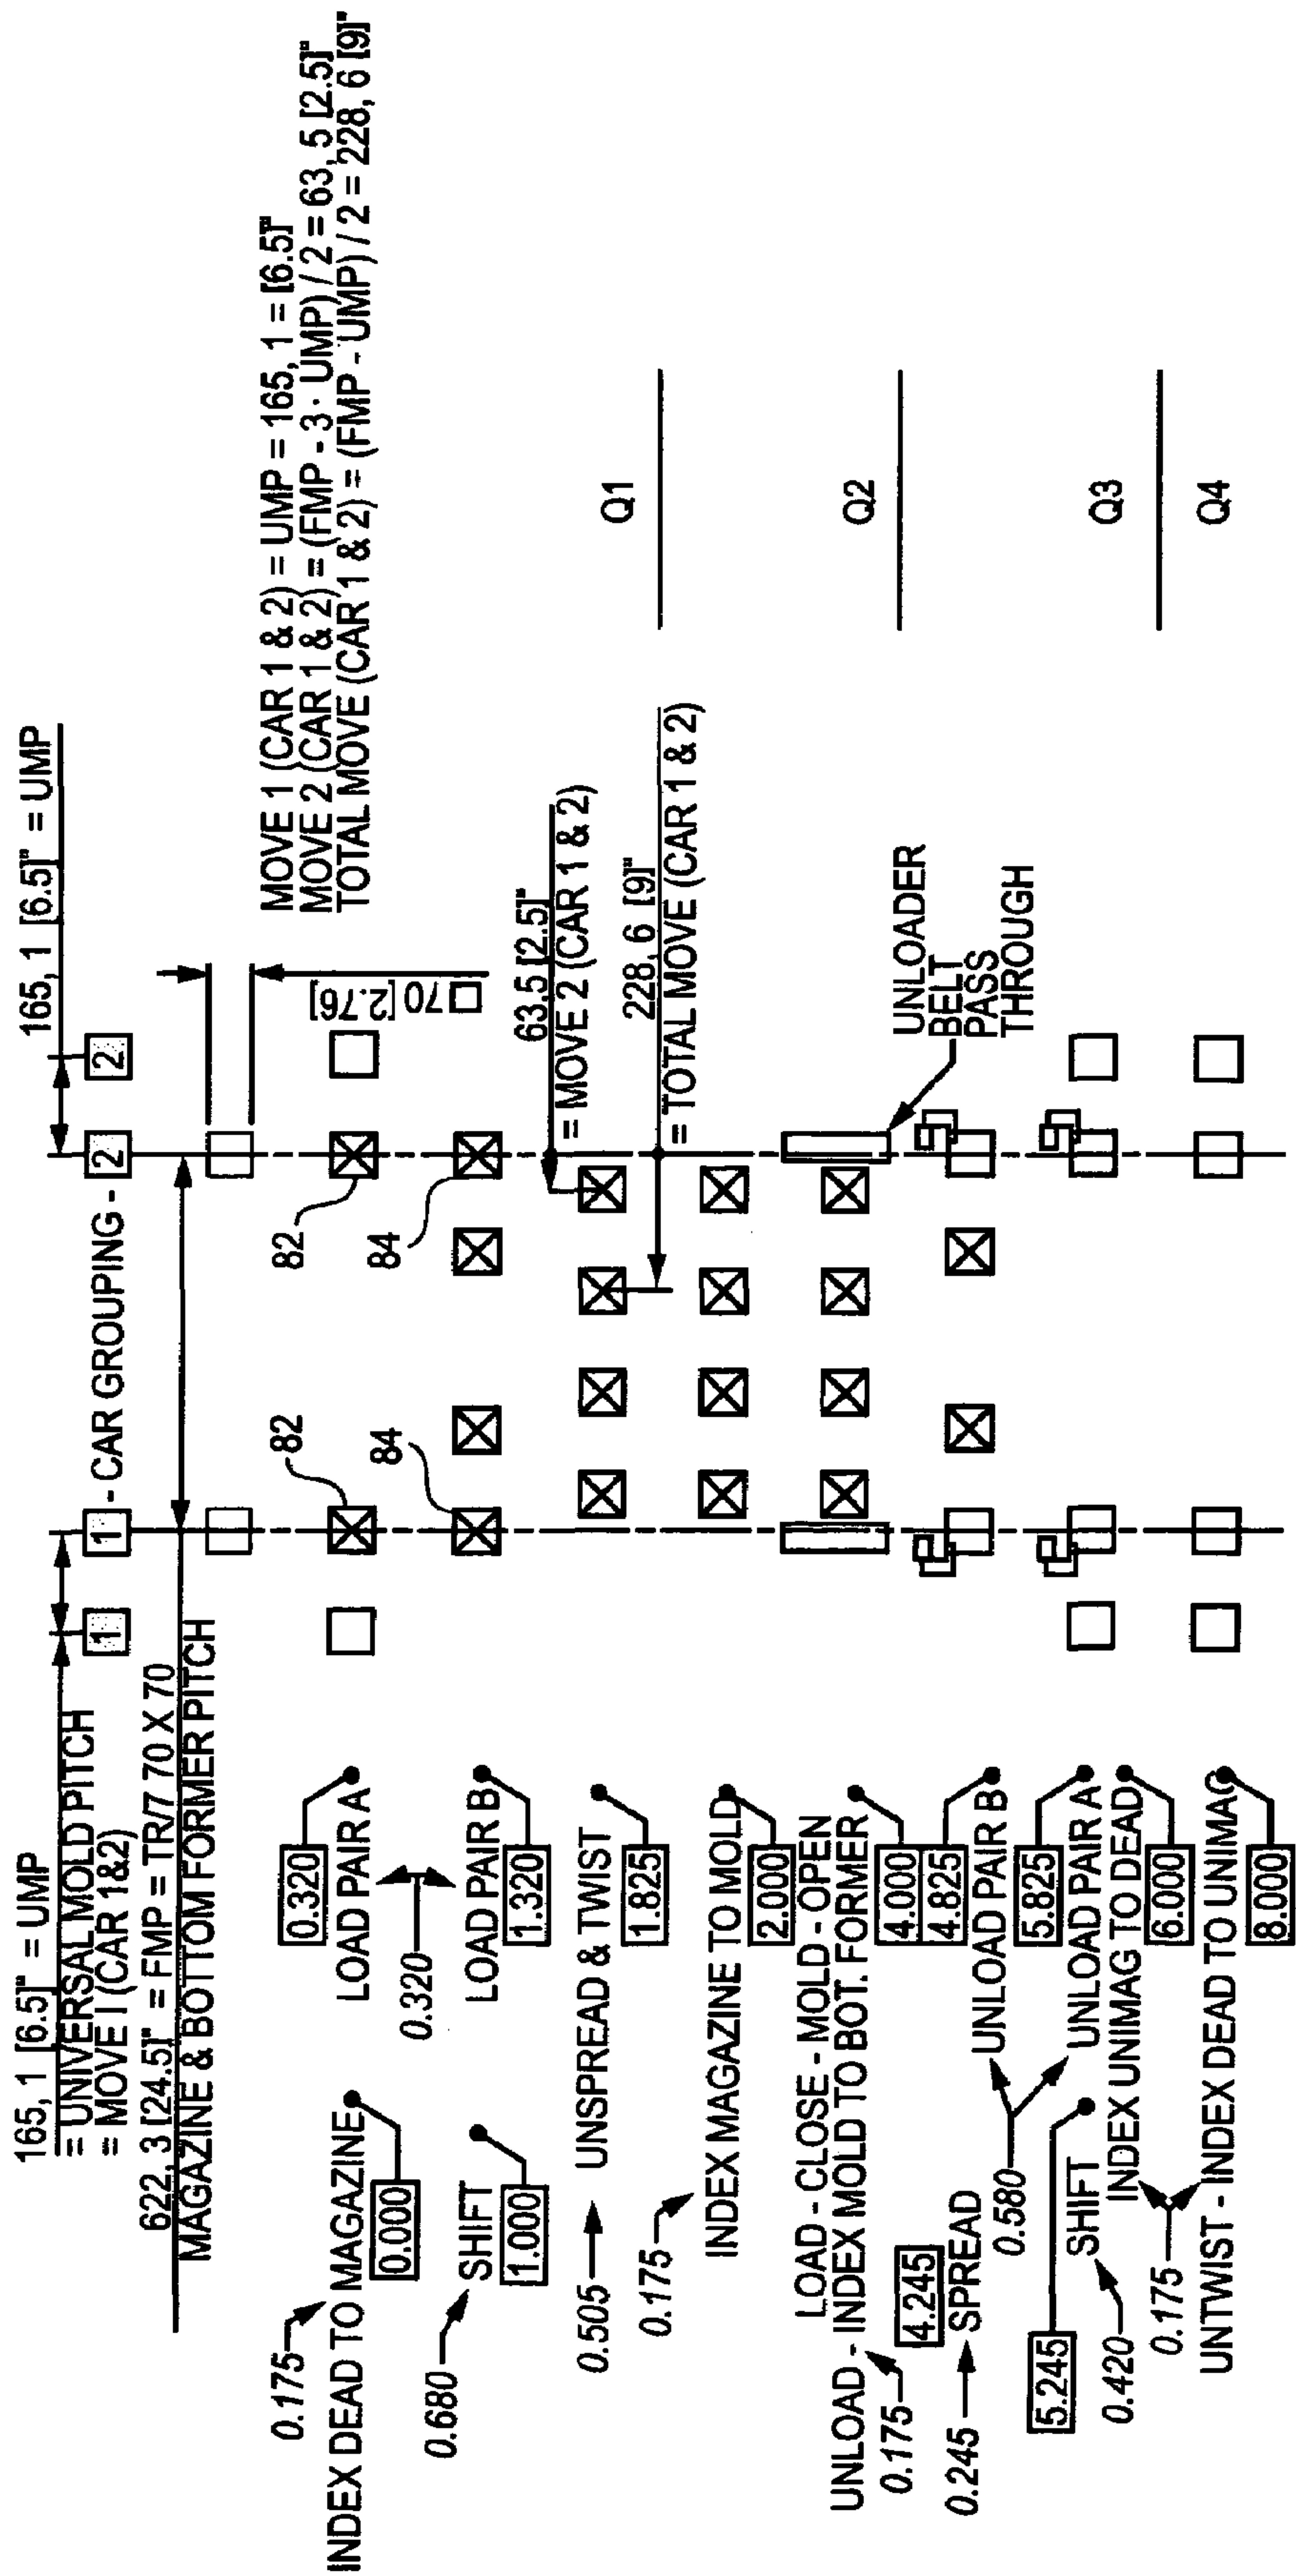 165, 1 [6.5]" = UMP
= UNIVERSAL MOLD PITCH
= MOVE I (CAR 1&2)
622, 3 [24.5]" = FMP = TR/7 70 X 70
MAGAZINE & BOTTOM FORMER PITCH
1
1
- CAR GROUPING -
2
2
165, 1 [6.5]" = UMP
MOVE 1 (CAR 1 & 2) = UMP = 165, 1 = [6.5]"
MOVE 2 (CAR 1 & 2) = (FMP - 3 · UMP) / 2 = 63, 5 [2.5]"
TOTAL MOVE (CAR 1 & 2) = (FMP - UMP) / 2 = 228, 6 [9]"
□70 [2.76]
0.175
INDEX DEAD TO MAGAZINE
0.000
0.320
LOAD PAIR A
82
82
0.320
0.680
SHIFT
1.000
LOAD PAIR B
1.320
84
84
0.505
UNSPREAD & TWIST
1.825
63,5 [2.5]"
= MOVE 2 (CAR 1 & 2)
228, 6 [9]"
= TOTAL MOVE (CAR 1 & 2)
Q1
0.175
INDEX MAGAZINE TO MOLD
2.000
LOAD - CLOSE - MOLD - OPEN
UNLOAD - INDEX MOLD TO BOT. FORMER
0.175
4.000
Q2
UNLOADER
BELT
PASS
THROUGH
4.245
0.245
SPREAD
4.825
UNLOAD PAIR B
0.580
5.245
SHIFT
0.420
5.825
UNLOAD PAIR A
Q3
INDEX UNIMAG TO DEAD
6.000
0.175
UNTWIST - INDEX DEAD TO UNIMAG
8.000
Q4